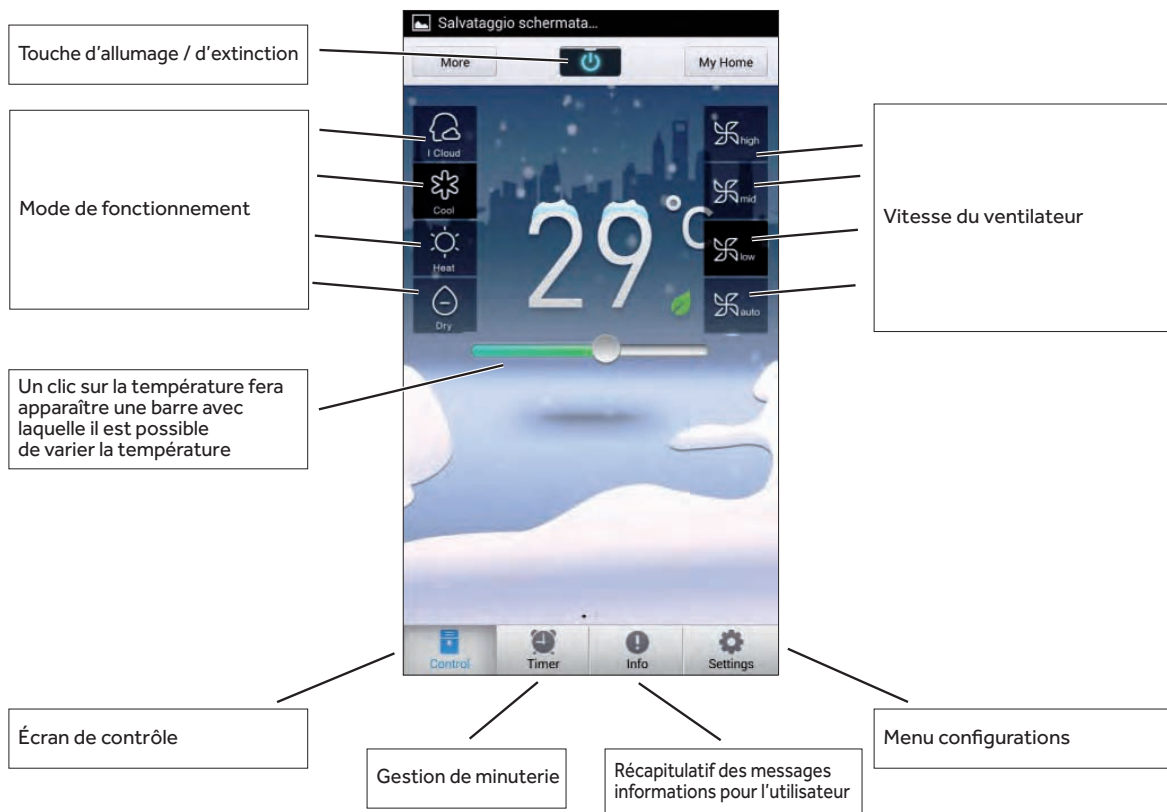 Salvataggio schermata...
Touche d'allumage / d'extinction
More
My Home
Mode de fonctionnement
I Cloud
Cool
Heat
Dry
29 °C
high
mid
low
auto
Vitesse du ventilateur
Un clic sur la température fera
apparaître une barre avec
laquelle il est possible
de varier la température
Control
Timer
Info
Settings
Écran de contrôle
Gestion de minuterie
Récapitulatif des messages
informations pour l'utilisateur
Menu configurations